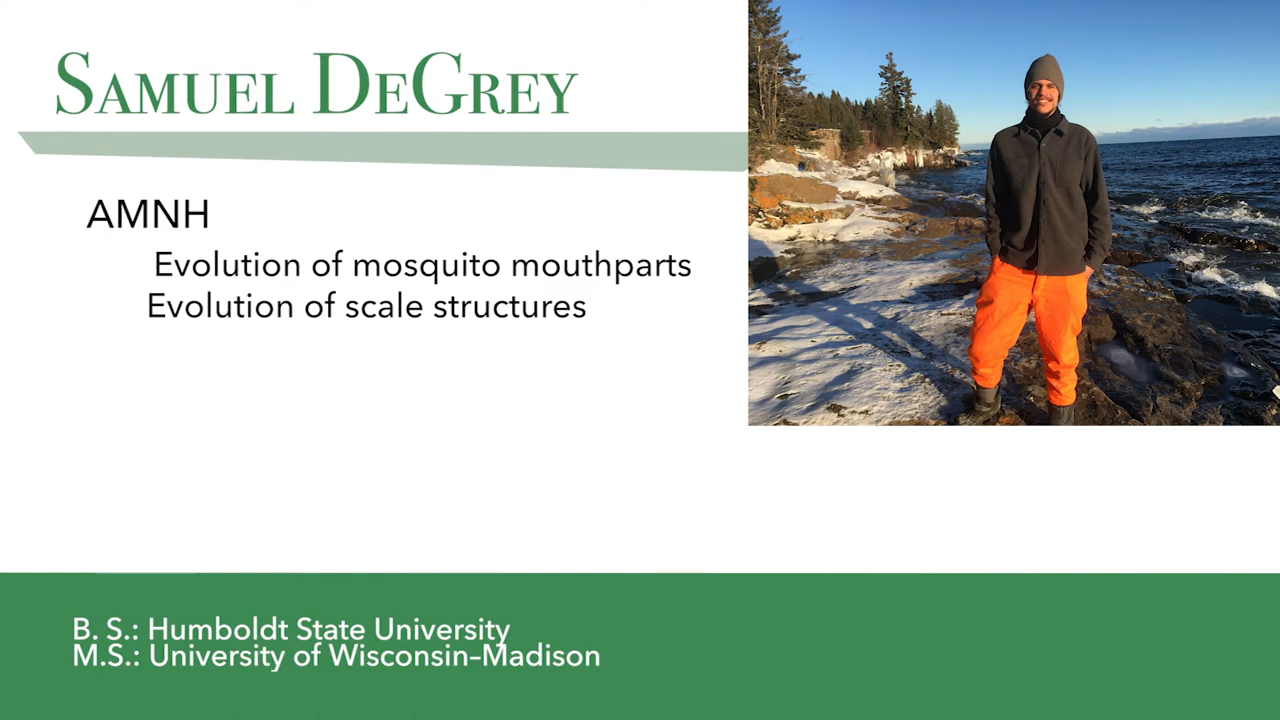 SAMUEL DEGREY
AMNH
Evolution of mosquito mouthparts
Evolution of scale structures
B. S.: Humboldt State University
M.S.: University of Wisconsin–Madison